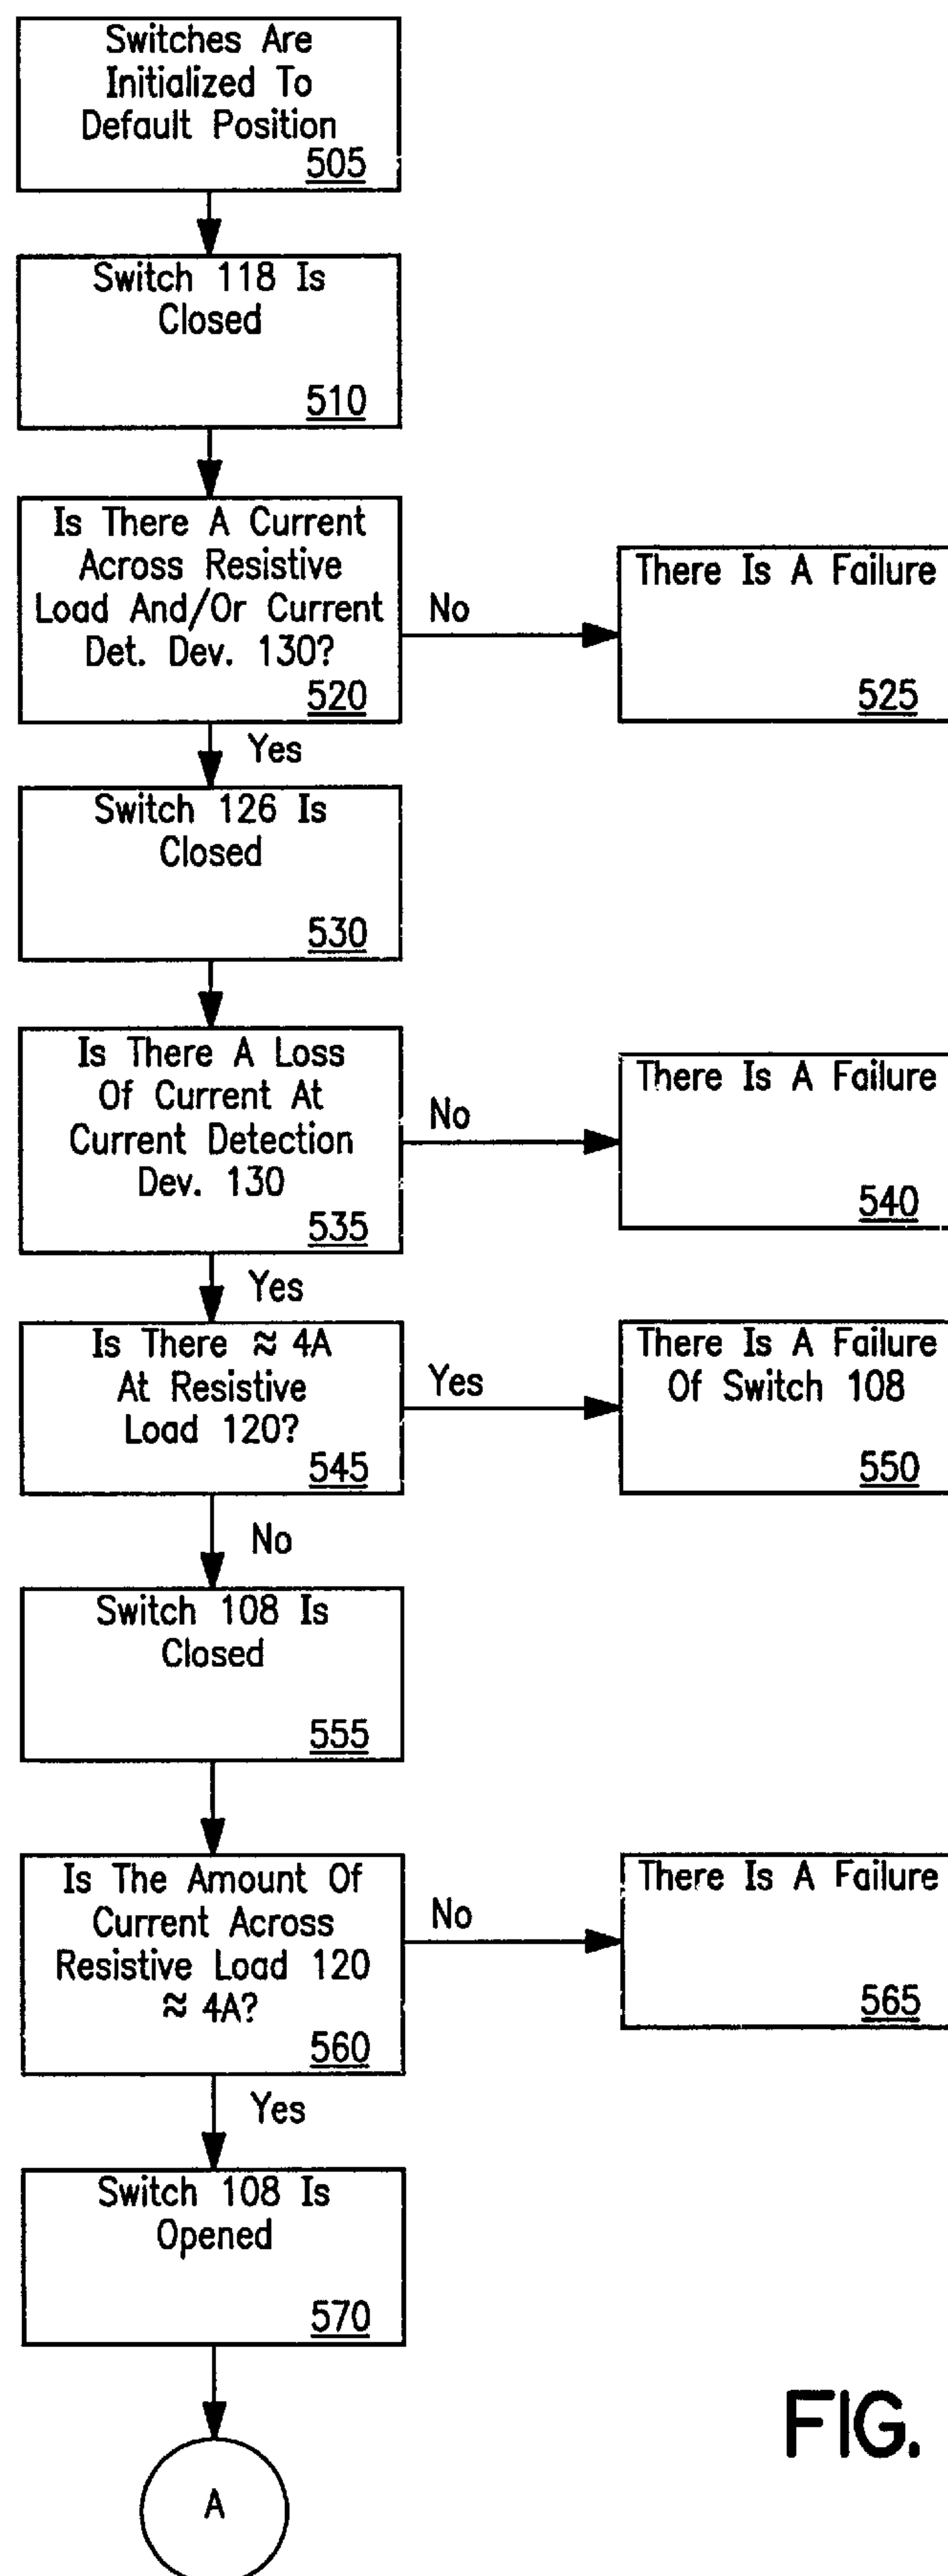 Switches Are
Initialized To
Default Position
505
Switch 118 Is
Closed
510
Is There A Current
Across Resistive
Load And/Or Current
Det. Dev. 130?
520
No
There Is A Failure
525
Yes
Switch 126 Is
Closed
530
Is There A Loss
Of Current At
Current Detection
Dev. 130
535
No
There Is A Failure
540
Yes
Is There ≈ 4A
At Resistive
Load 120?
545
Yes
There Is A Failure
Of Switch 108
550
No
Switch 108 Is
Closed
555
Is The Amount Of
Current Across
Resistive Load 120
≈ 4A?
560
No
There Is A Failure
565
Yes
Switch 108 Is
Opened
570
A
FIG.